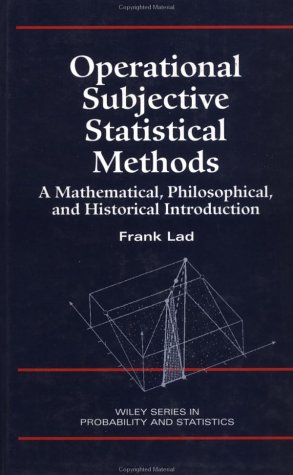 Operational
Subjective
Statistical
Methods
A Mathematical, Philosophical,
and Historical Introduction
Frank Lad
WILEY SERIES IN
PROBABILITY AND STATISTICS